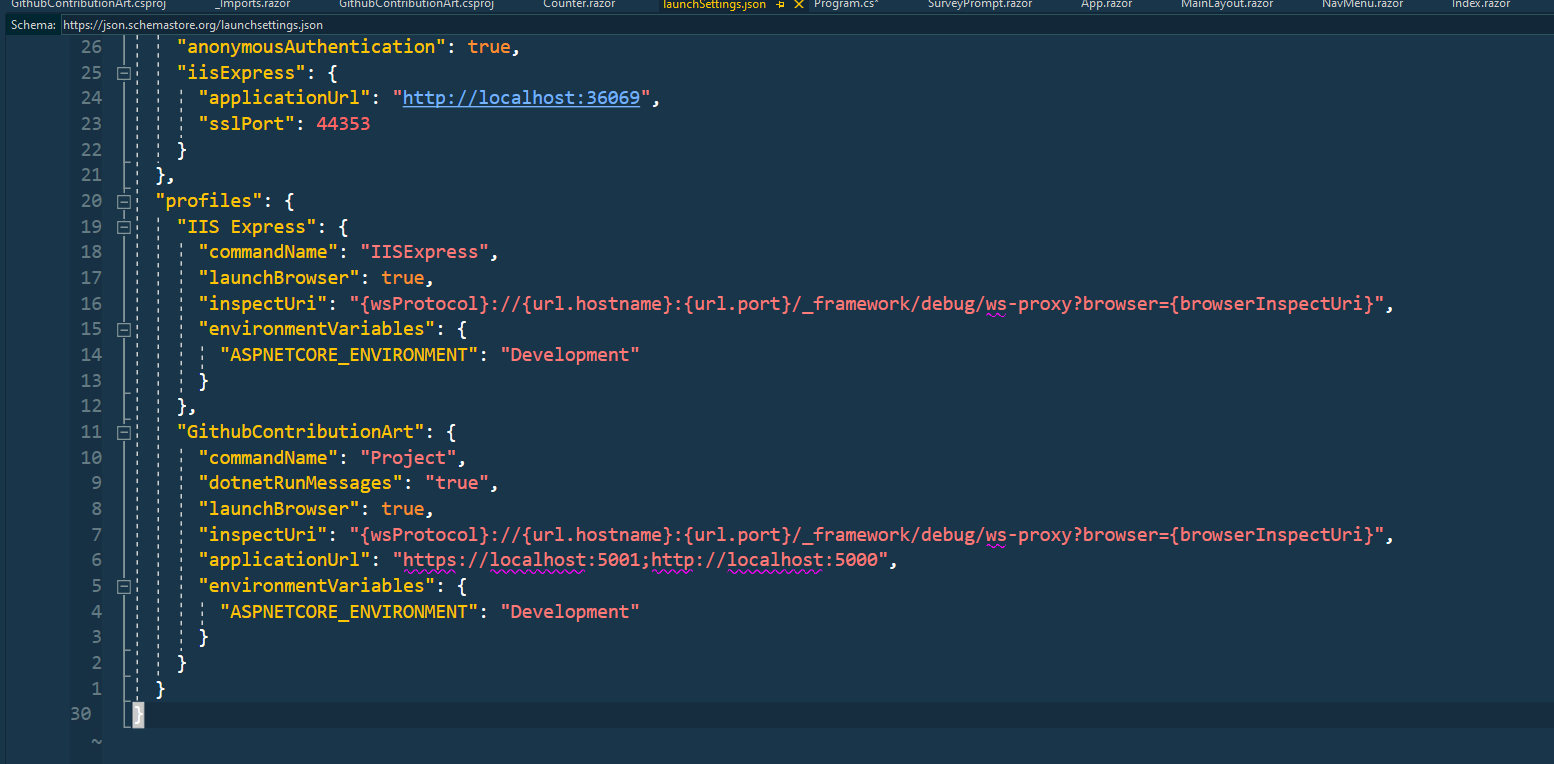 GithubContributionArt.csproj _Imports.razor GithubContributionArt.csproj Counter.razor launchSettings.json Program.cs* SurveyPrompt.razor App.razor MainLayout.razor NavMenu.razor Index.razor
Schema: https://json.schemastore.org/launchsettings.json
26 "anonymousAuthentication": true,
25 "iisExpress": {
24 "applicationUrl": "http://localhost:36069",
23 "sslPort": 44353
22 }
21 },
20 "profiles": {
19 "IIS Express": {
18 "commandName": "IISExpress",
17 "launchBrowser": true,
16 "inspectUri": "{wsProtocol}://{url.hostname}:{url.port}/_framework/debug/ws-proxy?browser={browserInspectUri}",
15 "environmentVariables": {
14 "ASPNETCORE_ENVIRONMENT": "Development"
13 }
12 },
11 "GithubContributionArt": {
10 "commandName": "Project",
9 "dotnetRunMessages": "true",
8 "launchBrowser": true,
7 "inspectUri": "{wsProtocol}://{url.hostname}:{url.port}/_framework/debug/ws-proxy?browser={browserInspectUri}",
6 "applicationUrl": "https://localhost:5001;http://localhost:5000",
5 "environmentVariables": {
4 "ASPNETCORE_ENVIRONMENT": "Development"
3 }
2 }
1 }
30 }
~